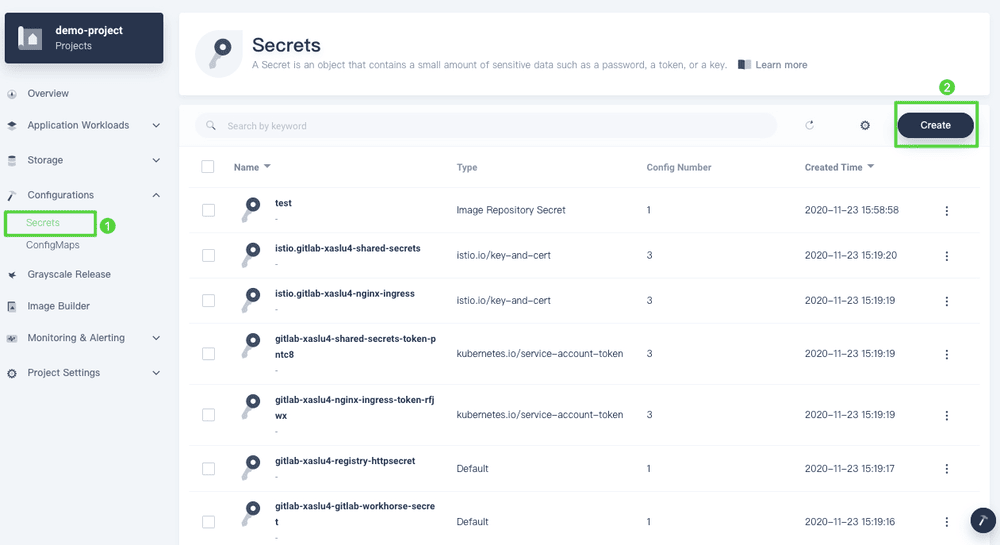 demo-project
Projects
Overview
Application Workloads
Storage
Configurations
Secrets
1
ConfigMaps
Grayscale Release
Image Builder
Monitoring & Alerting
Project Settings
Secrets
A Secret is an object that contains a small amount of sensitive data such as a password, a token, or a key. Learn more
2
Search by keyword
Create
Name Type Config Number Created Time
test
- Image Repository Secret 1 2020-11-23 15:58:58
istio.gitlab-xaslu4-shared-secrets
- istio.io/key-and-cert 3 2020-11-23 15:19:20
istio.gitlab-xaslu4-nginx-ingress
- istio.io/key-and-cert 3 2020-11-23 15:19:19
gitlab-xaslu4-shared-secrets-token-p
ntc8 kubernetes.io/service-account-token 3 2020-11-23 15:19:19
-
gitlab-xaslu4-nginx-ingress-token-rfj
wx kubernetes.io/service-account-token 3 2020-11-23 15:19:19
-
gitlab-xaslu4-registry-httpsecret
- Default 1 2020-11-23 15:19:17
gitlab-xaslu4-gitlab-workhorse-secre
t Default 1 2020-11-23 15:19:16
-